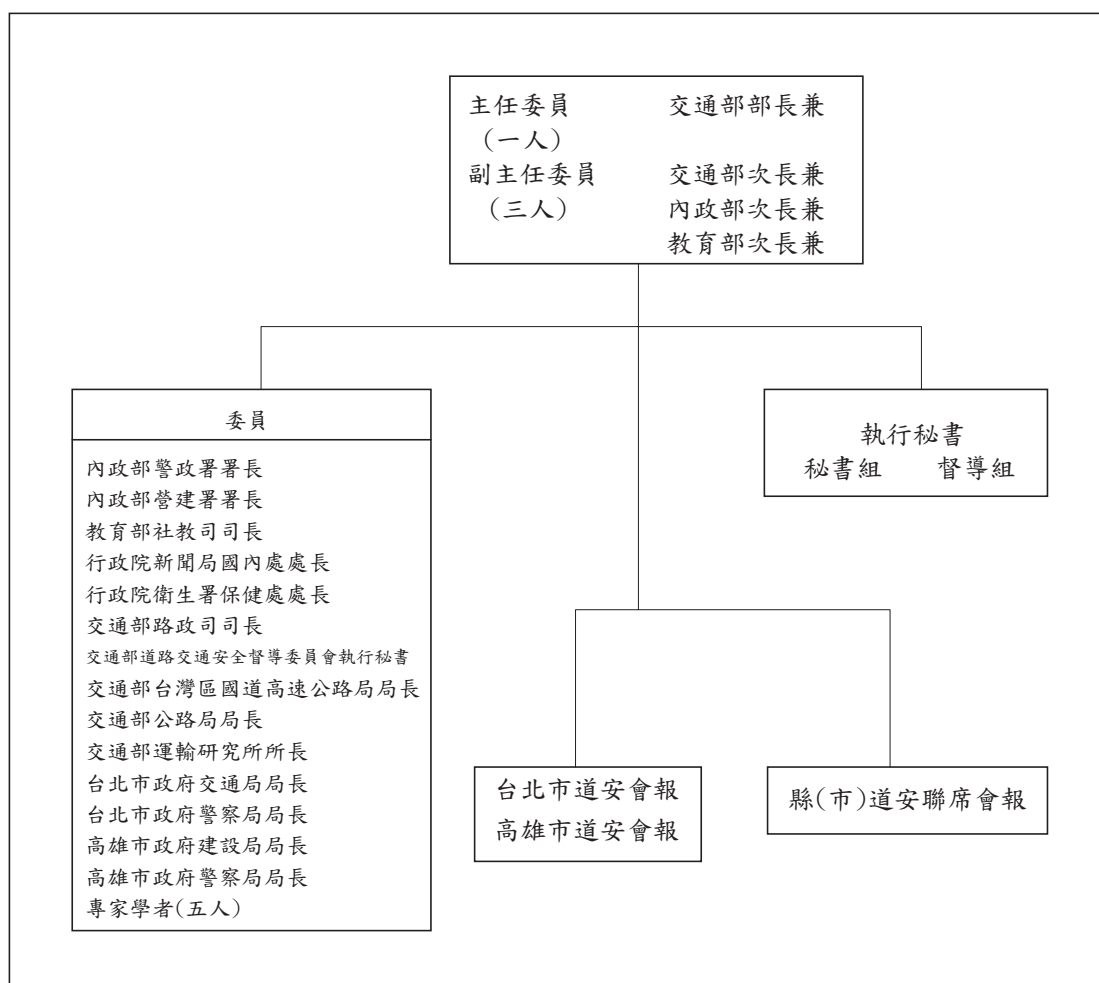 主任委員 交通部部長兼
(一人)
副主任委員 交通部次長兼
(三人) 內政部次長兼
教育部次長兼
委員
內政部警政署署長
內政部營建署署長
教育部社教司司長
行政院新聞局國內處處長
行政院衛生署保健處處長
交通部路政司司長
交通部道路交通安全督導委員會執行秘書
交通部台灣區國道高速公路局局長
交通部公路局局長
交通部運輸研究所所長
台北市政府交通局局長
台北市政府警察局局長
高雄市政府建設局局長
高雄市政府警察局局長
專家學者(五人)
執行秘書
秘書組 督導組
台北市道安會報
高雄市道安會報
縣(市)道安聯席會報